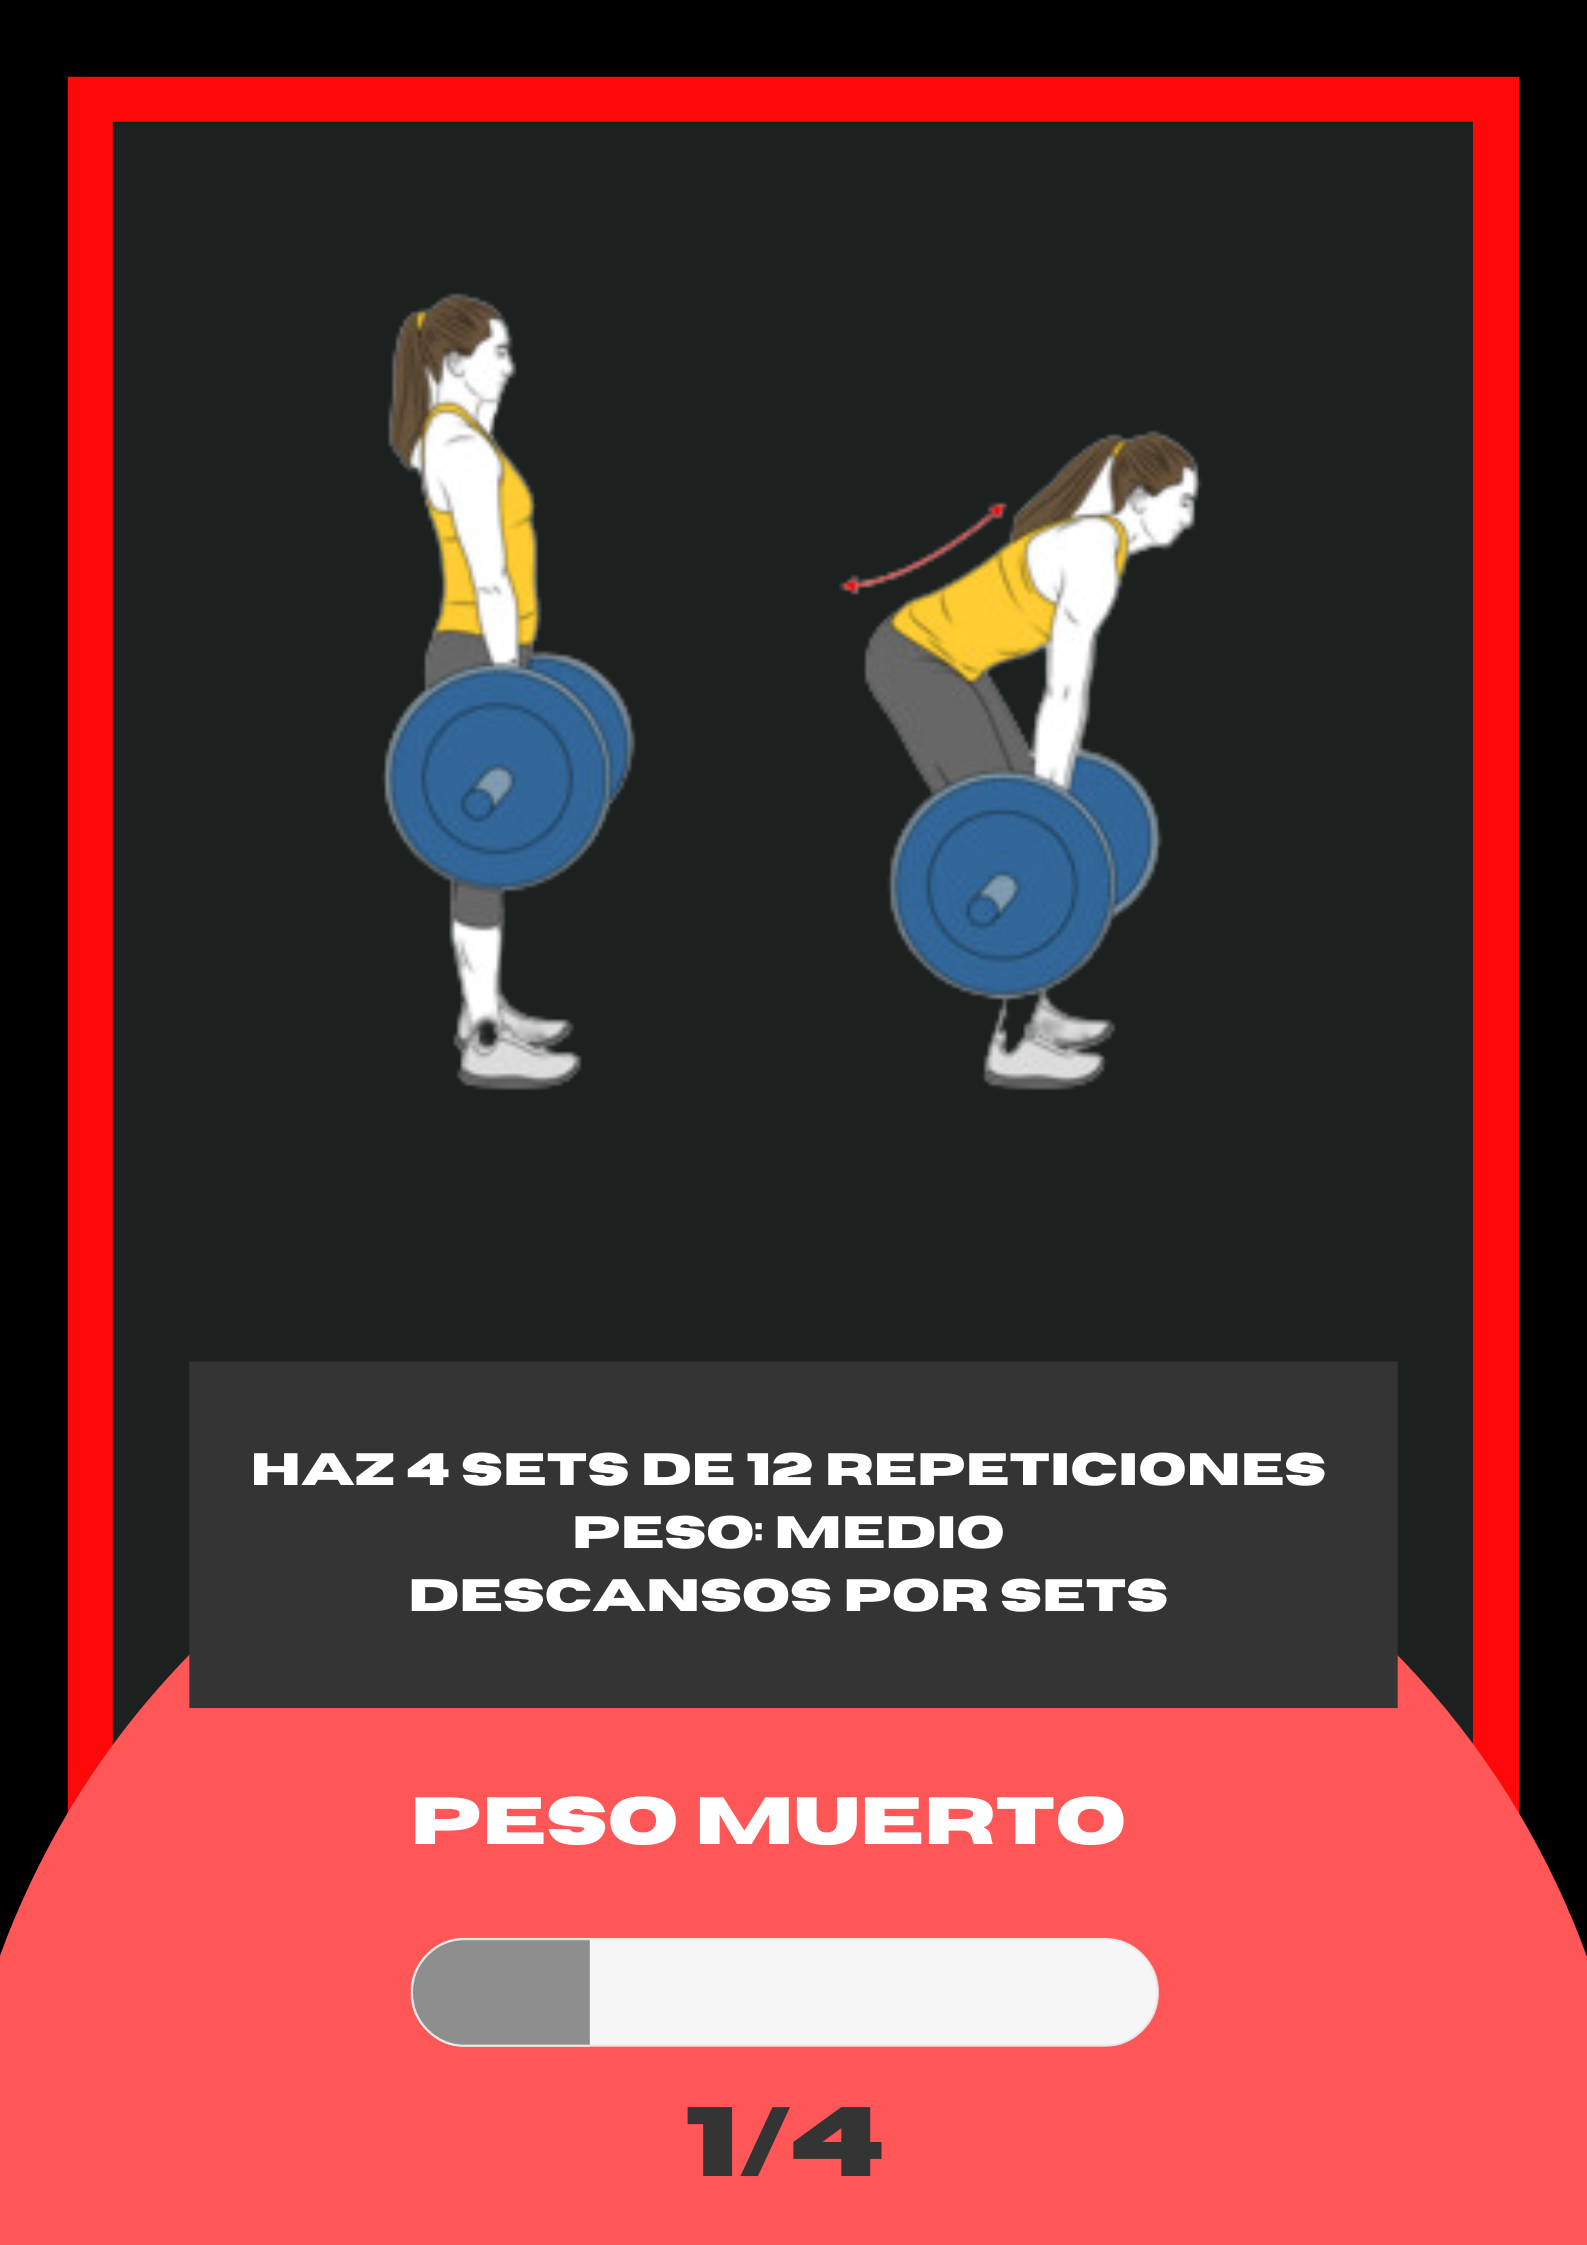 HAZ 4 SETS DE 12 REPETICIONES
PESO: MEDIO
DESCANSOS POR SETS
PESO MUERTO
1/4